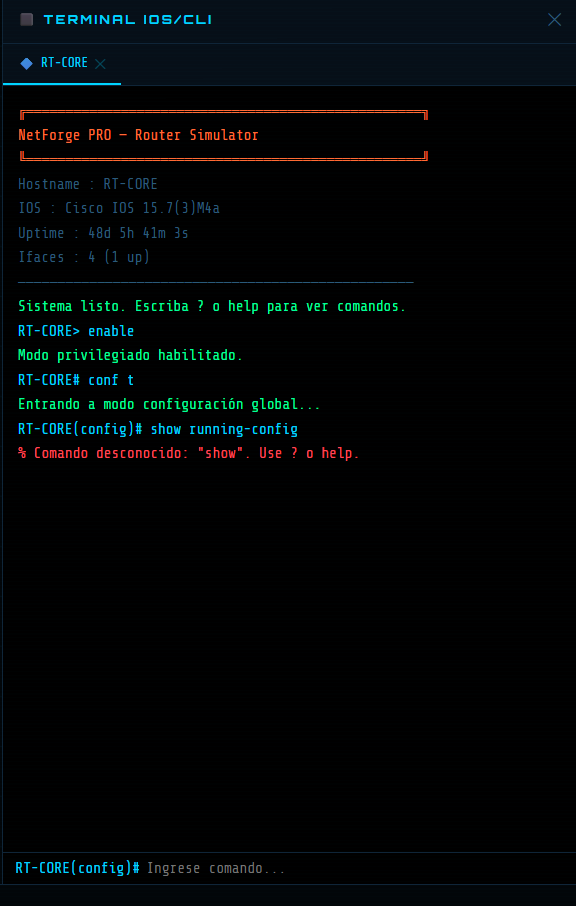 TERMINAL IOS/CLI
RT-CORE
NetForge PRO — Router Simulator
Hostname : RT-CORE
IOS : Cisco IOS 15.7(3)M4a
Uptime : 48d 5h 41m 3s
Ifaces : 4 (1 up)
Sistema listo. Escriba ? o help para ver comandos.
RT-CORE> enable
Modo privilegiado habilitado.
RT-CORE# conf t
Entrando a modo configuración global...
RT-CORE(config)# show running-config
% Comando desconocido: "show". Use ? o help.
RT-CORE(config)# Ingrese comando...